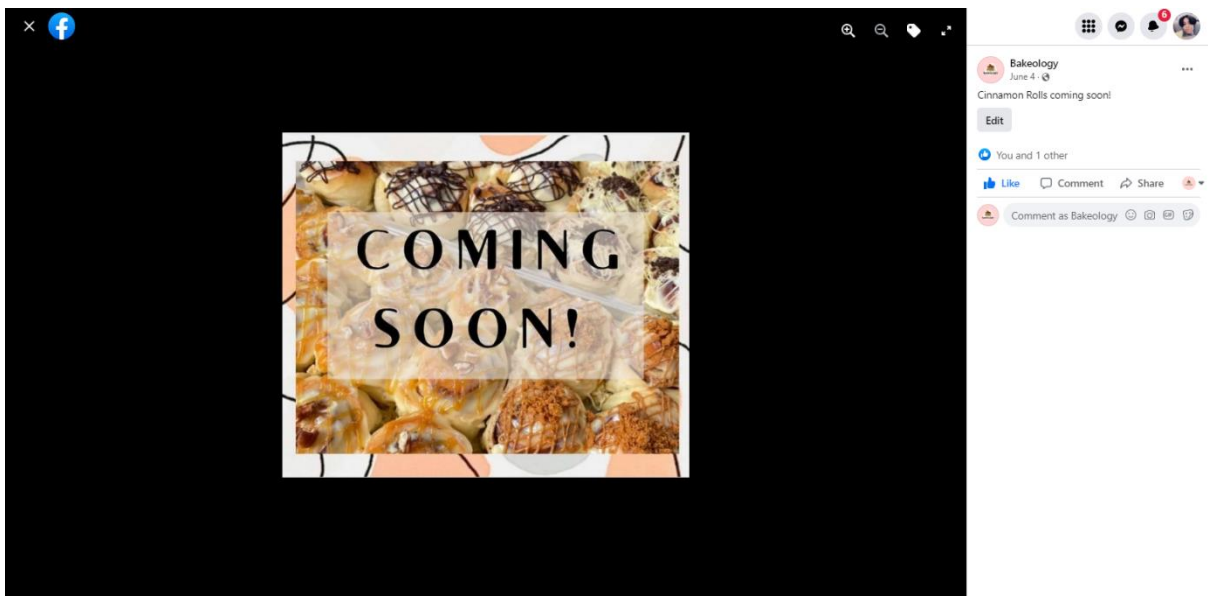 6
Bakeology
June 4
Cinnamon Rolls coming soon!
Edit
You and 1 other
Like Comment Share
Comment as Bakeology
COMING
SOON!